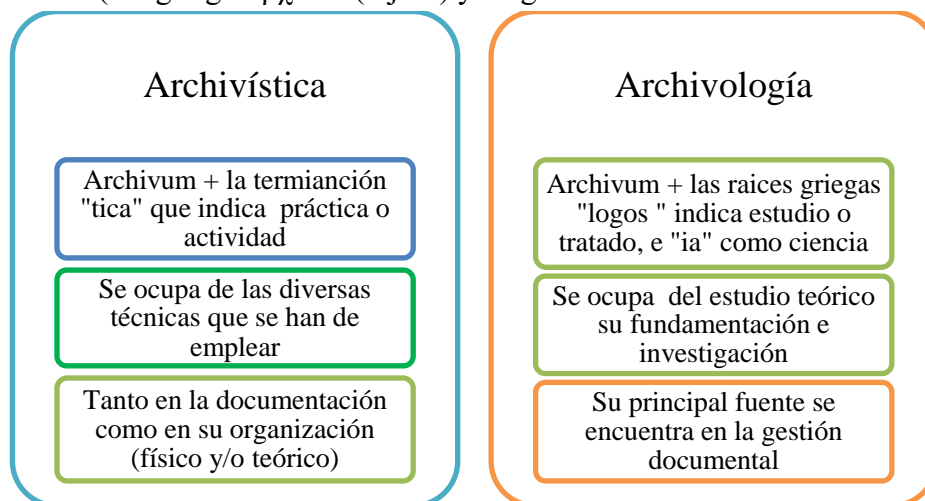 Archivística
Archivum + la termianción
"tica" que indica práctica o
actividad
Se ocupa de las diversas
técnicas que se han de
emplear
Tanto en la documentación
como en su organización
(físico y/o teórico)
Archivología
Archivum + las raices griegas
"logos " indica estudio o
tratado, e "ia" como ciencia
Se ocupa del estudio teórico
su fundamentación e
investigación
Su principal fuente se
encuentra en la gestión
documental